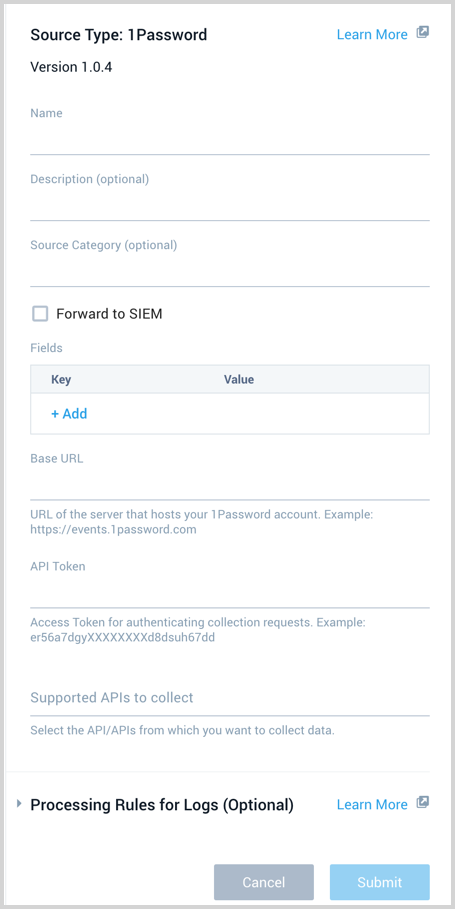 Source Type: 1Password Learn More
Version 1.0.4
Name
Description (optional)
Source Category (optional)
Forward to SIEM
Fields
Key Value
+ Add
Base URL
URL of the server that hosts your 1Password account. Example:
https://events.1password.com
API Token
Access Token for authenticating collection requests. Example:
er56a7dgyXXXXXXXXd8dsuh67dd
Supported APIs to collect
Select the API/APIs from which you want to collect data.
Processing Rules for Logs (Optional) Learn More
Cancel Submit